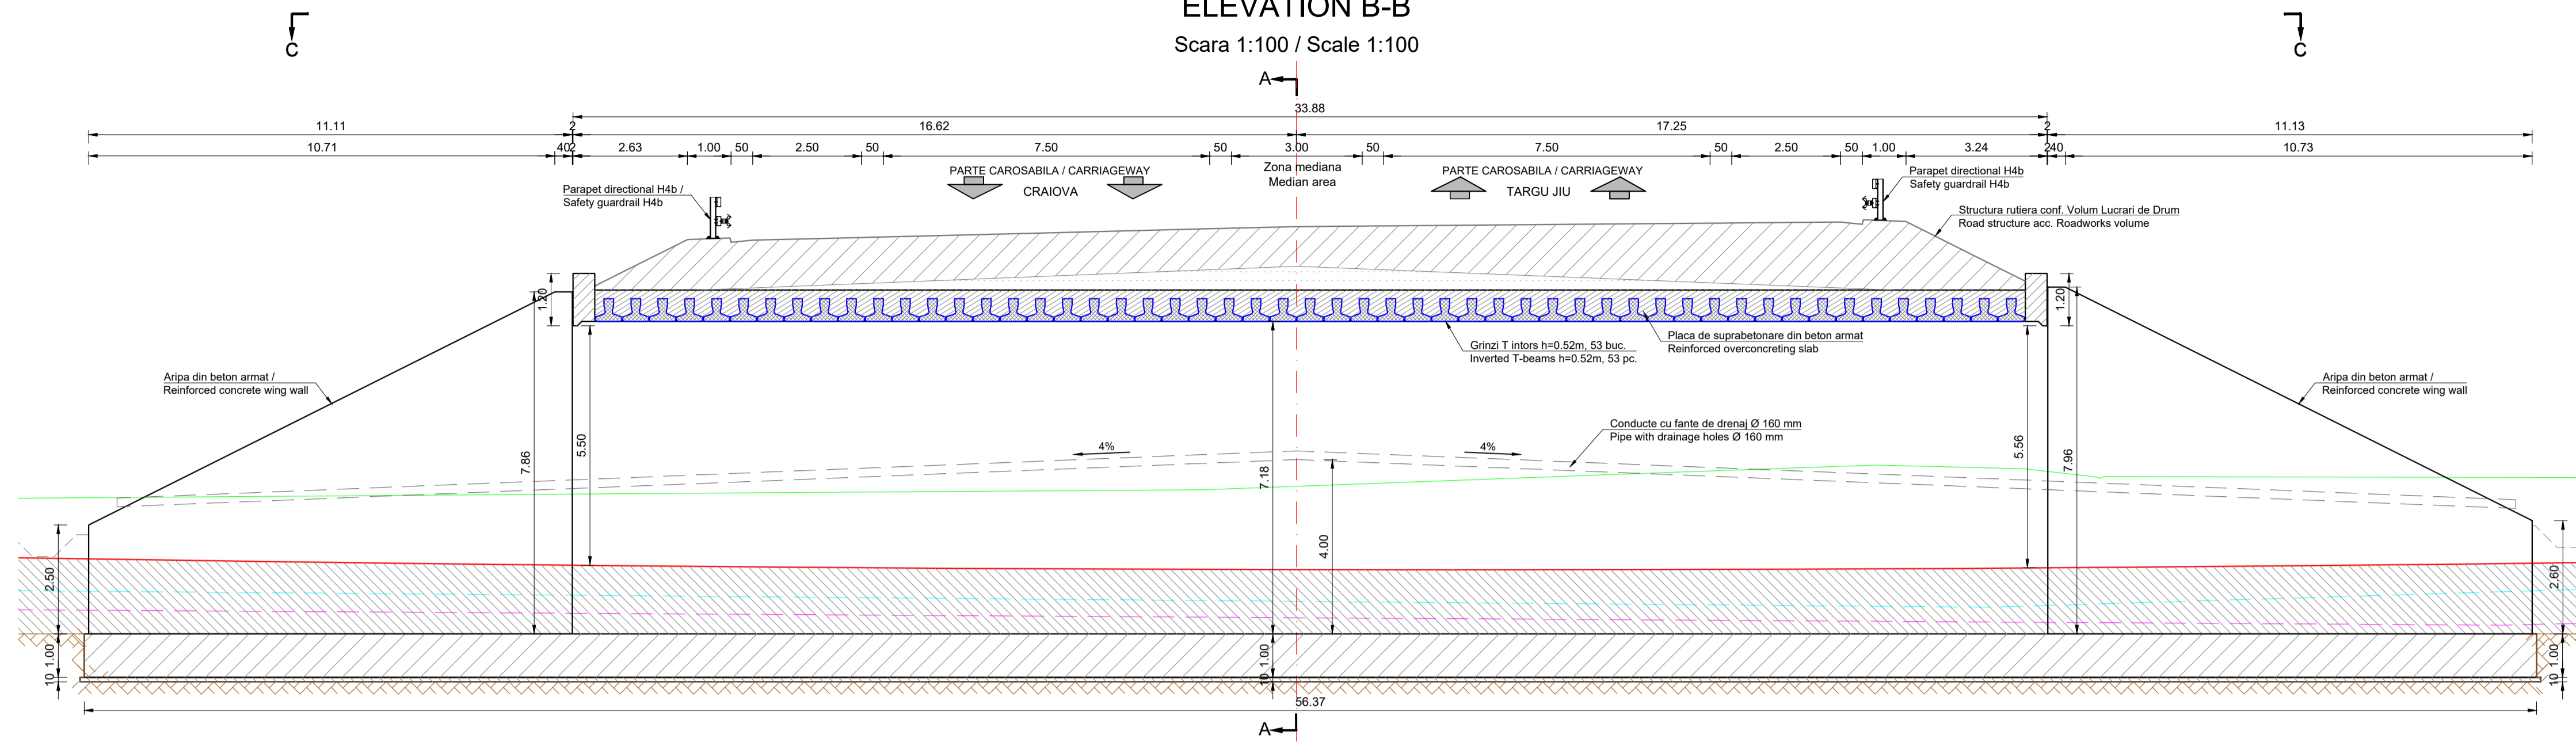 ELEVATION B-B
C
C
Scara 1:100 / Scale 1:100
A
33.88
11.11
2
16.62
17.25
2
11.13
10.71
40
2
2.63
1.00
50
2.50
50
7.50
50
3.00
50
7.50
50
2.50
50
1.00
3.24
2
40
10.73
PARTE CAROSABILA / CARRIAGEWAY
CRAIOVA
Zona mediana
Median area
PARTE CAROSABILA / CARRIAGEWAY
TARGU JIU
Parapet directional H4b /
Safety guardrail H4b
Parapet directional H4b
Safety guardrail H4b
Structura rutiera conf. Volum Lucrari de Drum
Road structure acc. Roadworks volume
1.20
1.20
Placa de suprabetonare din beton armat
Reinforced overconcreting slab
Grinzi T intors h=0.52m, 53 buc.
Inverted T-beams h=0.52m, 53 pc.
Aripa din beton armat /
Reinforced concrete wing wall
Aripa din beton armat /
Reinforced concrete wing wall
Conducte cu fante de drenaj Ø 160 mm
Pipe with drainage holes Ø 160 mm
4%
4%
7.86
5.50
7.18
4.00
5.56
7.96
2.50
2.60
1.00
10
1.00
10
1.00
10
56.37
A